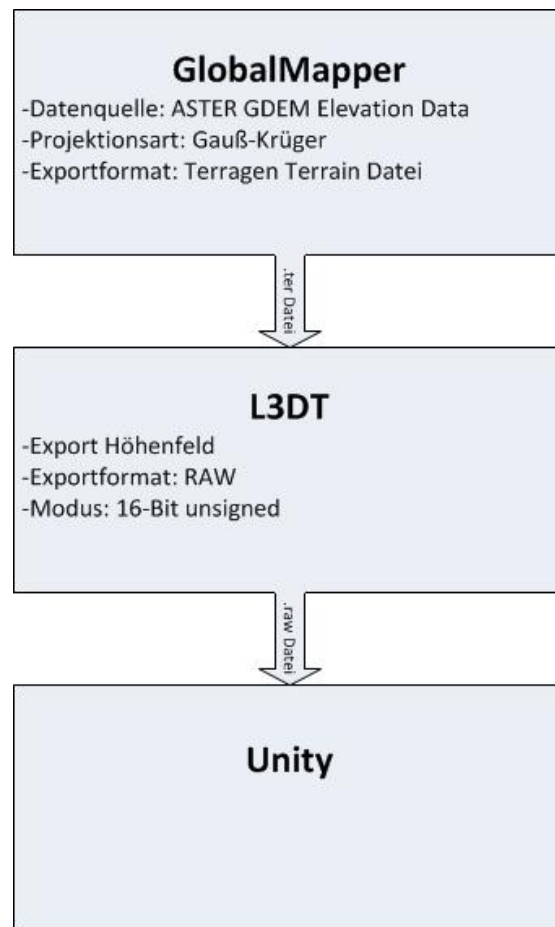 GlobalMapper
-Datenquelle: ASTER GDEM Elevation Data
-Projektionsart: Gauß-Krüger
-Exportformat: Terragen Terrain Datei
.ter Datei
L3DT
-Export Höhenfeld
-Exportformat: RAW
-Modus: 16-Bit unsigned
.raw Datei
Unity